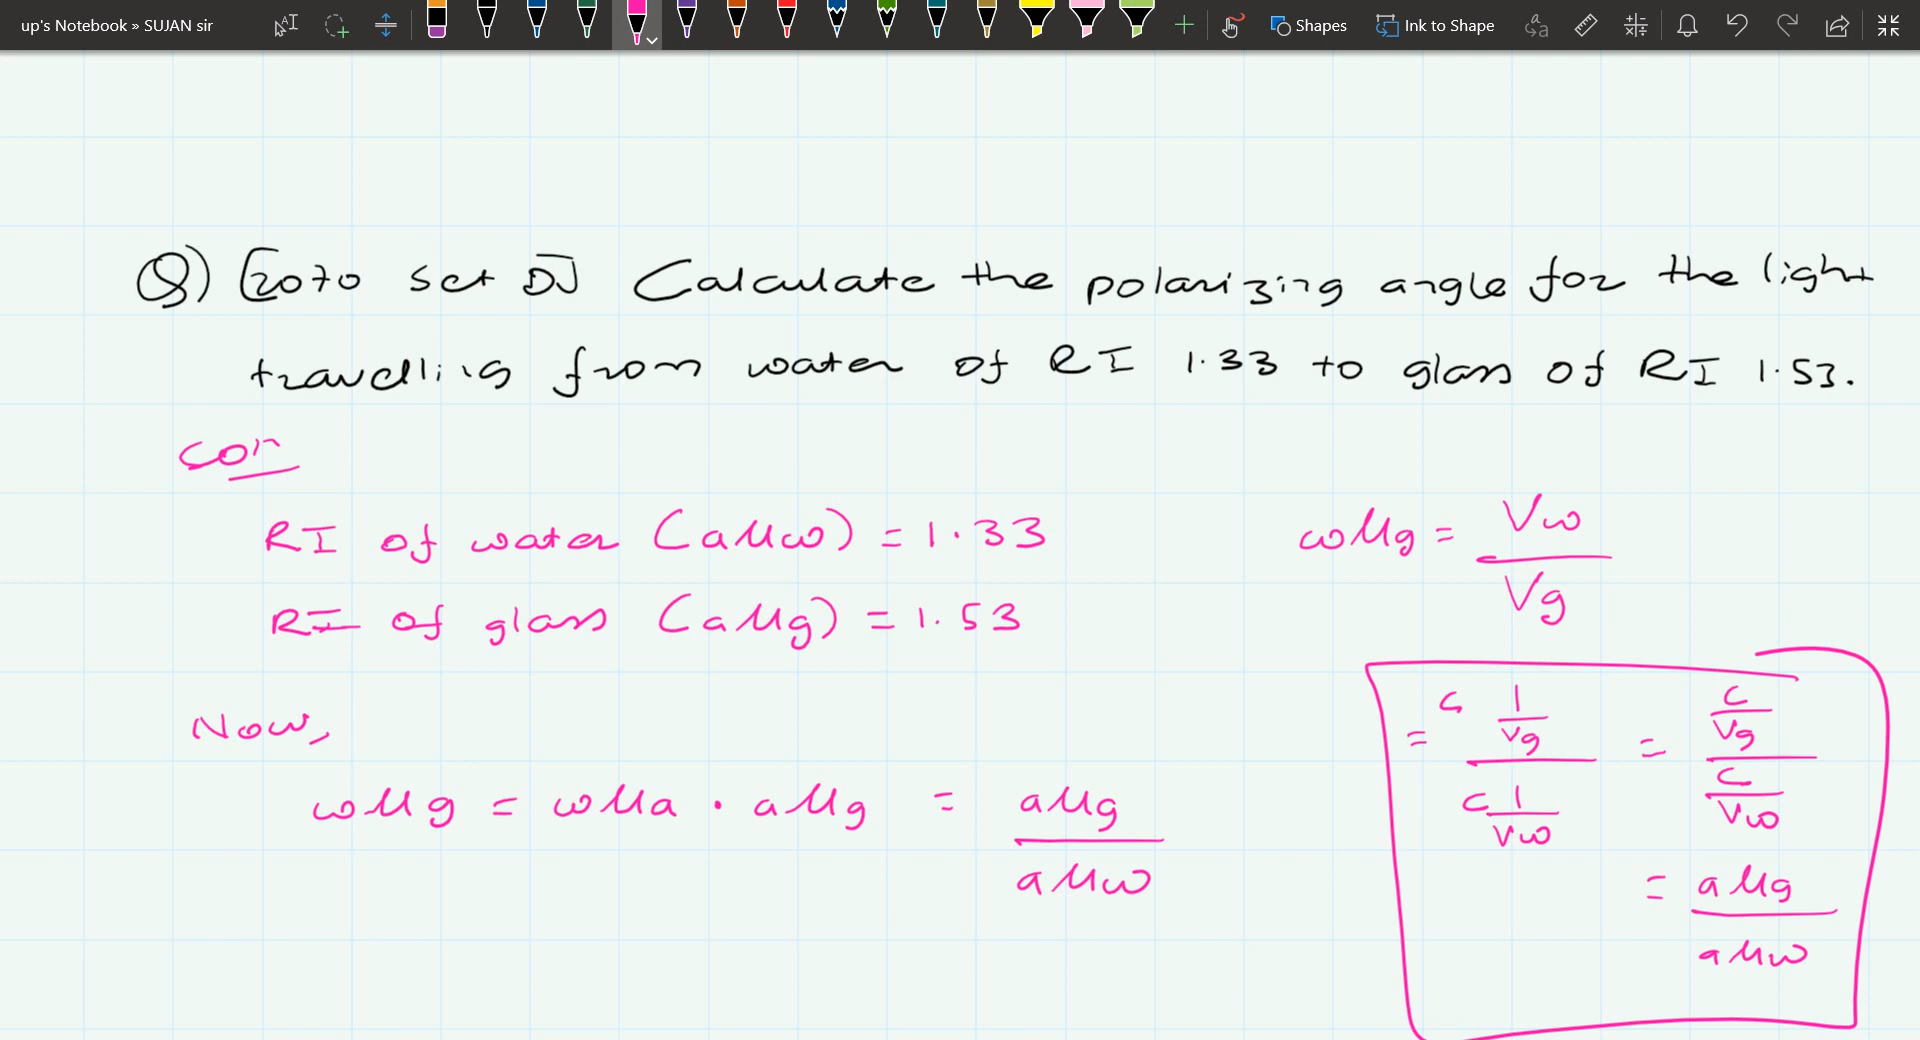 up's Notebook » SUJAN sir
Shapes
Ink to Shape
Q) [2070 set D] Calculate the polarizing angle for the light
travelling from water of RI 1.33 to glass of RI 1.53.
RI of water (aμw) = 1.33
RI of glass (aμg) = 1.53
Now,
wμg = wμa · aμg = aμg / aμw
wμg = Vw / Vg
= c 1/Vg / c 1/Vw = c/Vg / c/Vw
= aμg / aμw